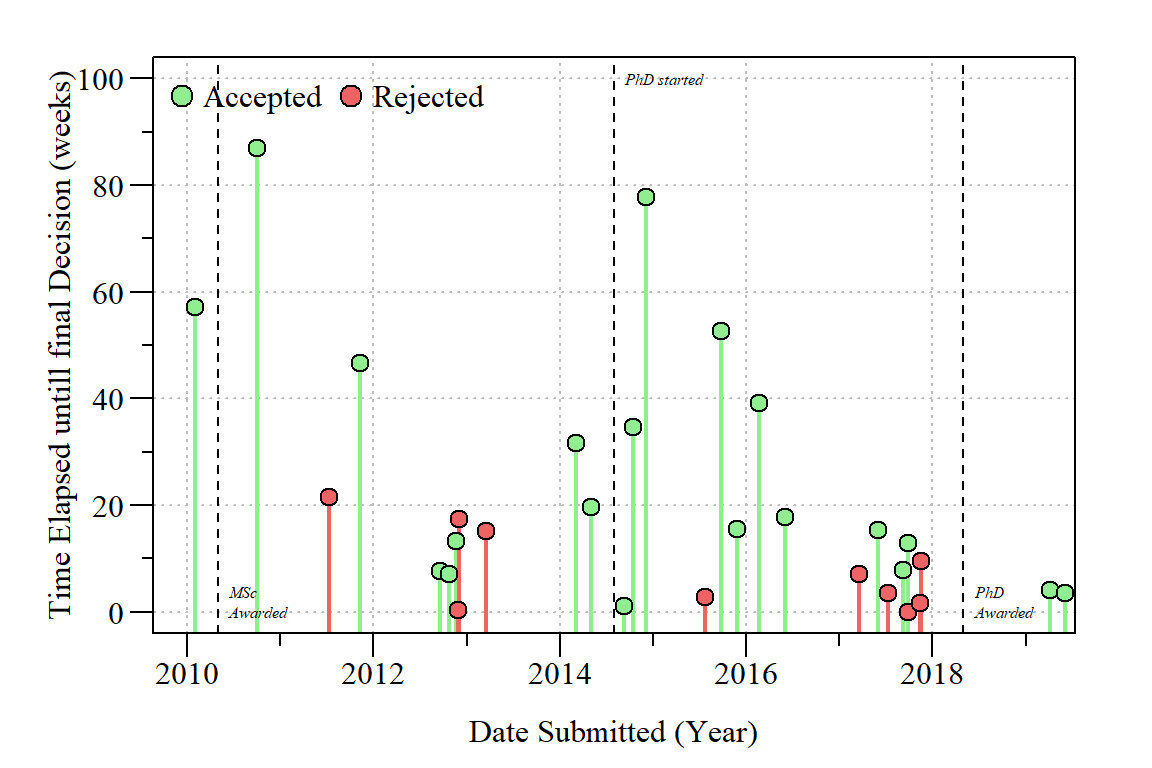 Time Elapsed untill final Decision (weeks)
100
80
60
40
20
0
Accepted Rejected
PhD started
MSc
Awarded
PhD
Awarded
2010 2012 2014 2016 2018
Date Submitted (Year)